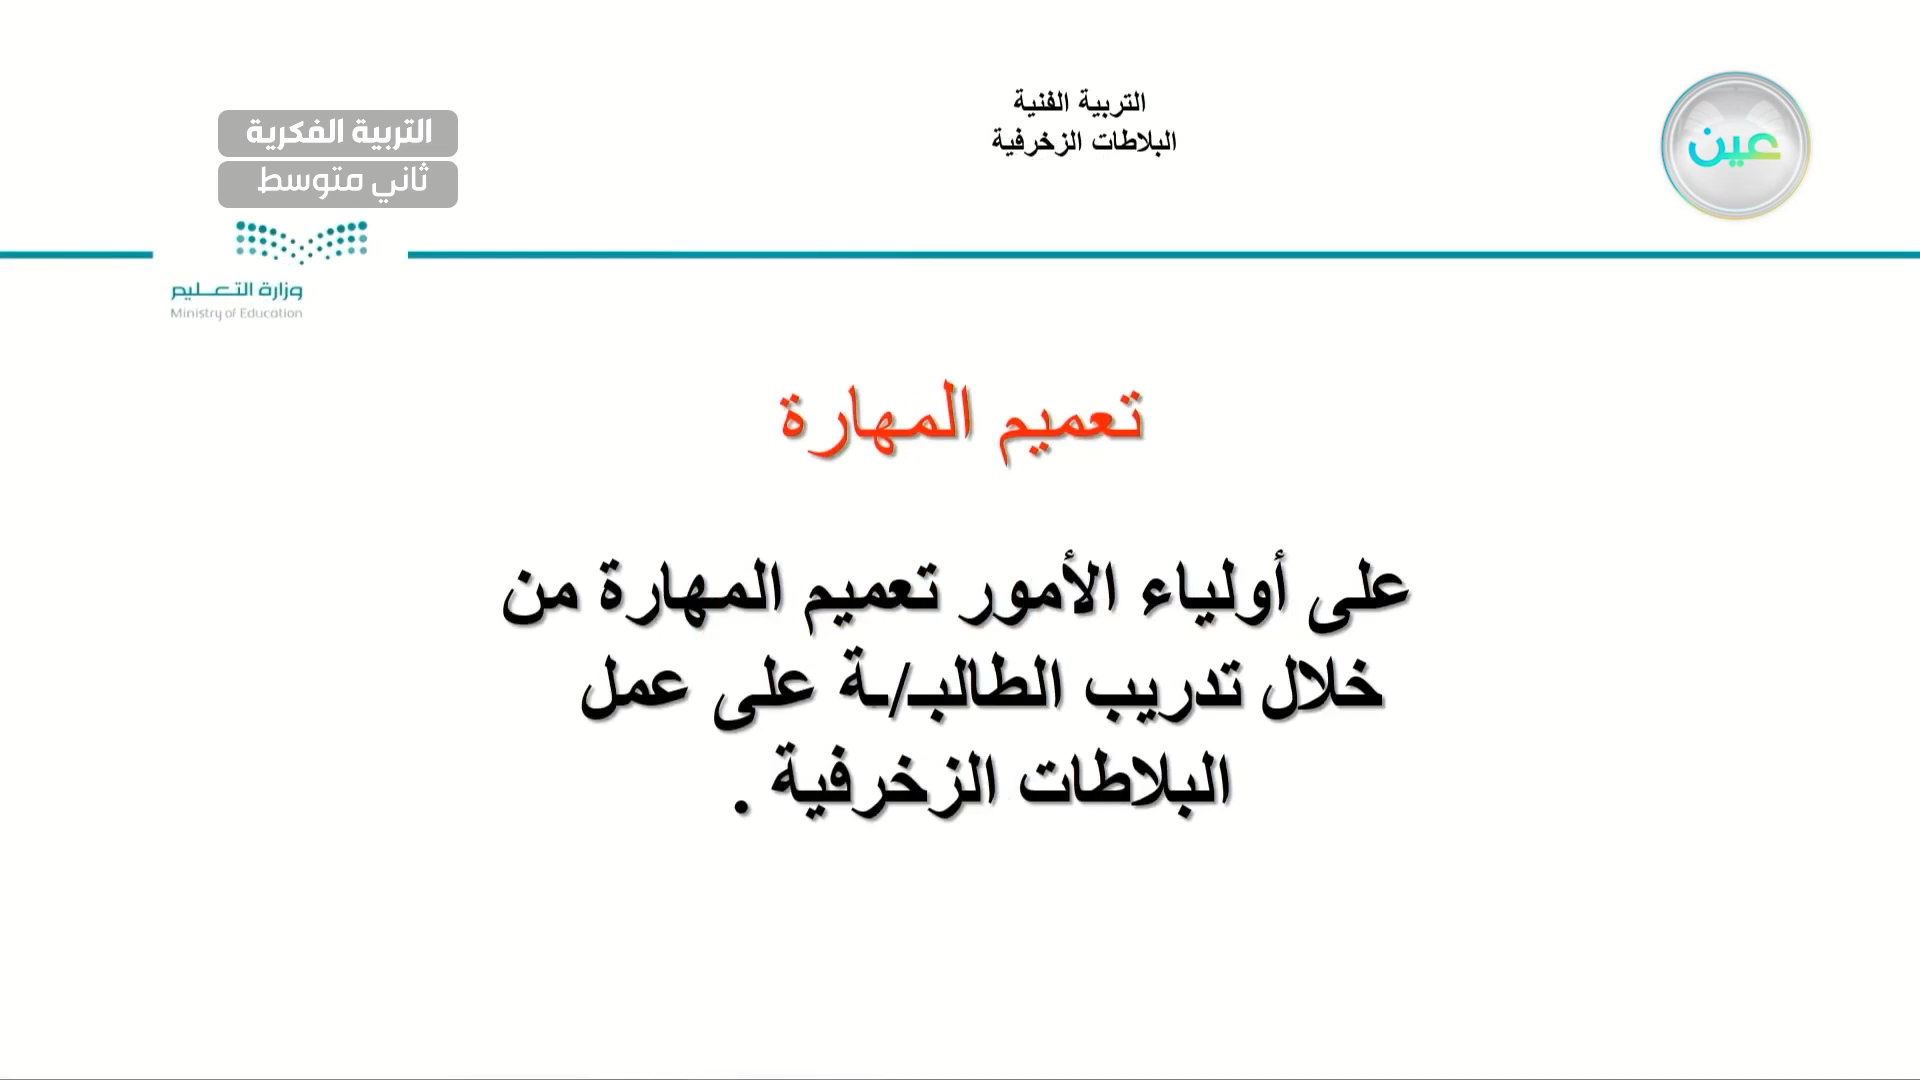 التربية الفنية
البلاطات الزخرفية
عين
التربية الفكرية
ثاني متوسط
وزارة التعـــليم
Ministry of Education
تعميم المهارة
على أولياء الأمور تعميم المهارة من
خلال تدريب الطالبـ/ـة على عمل
البلاطات الزخرفية .